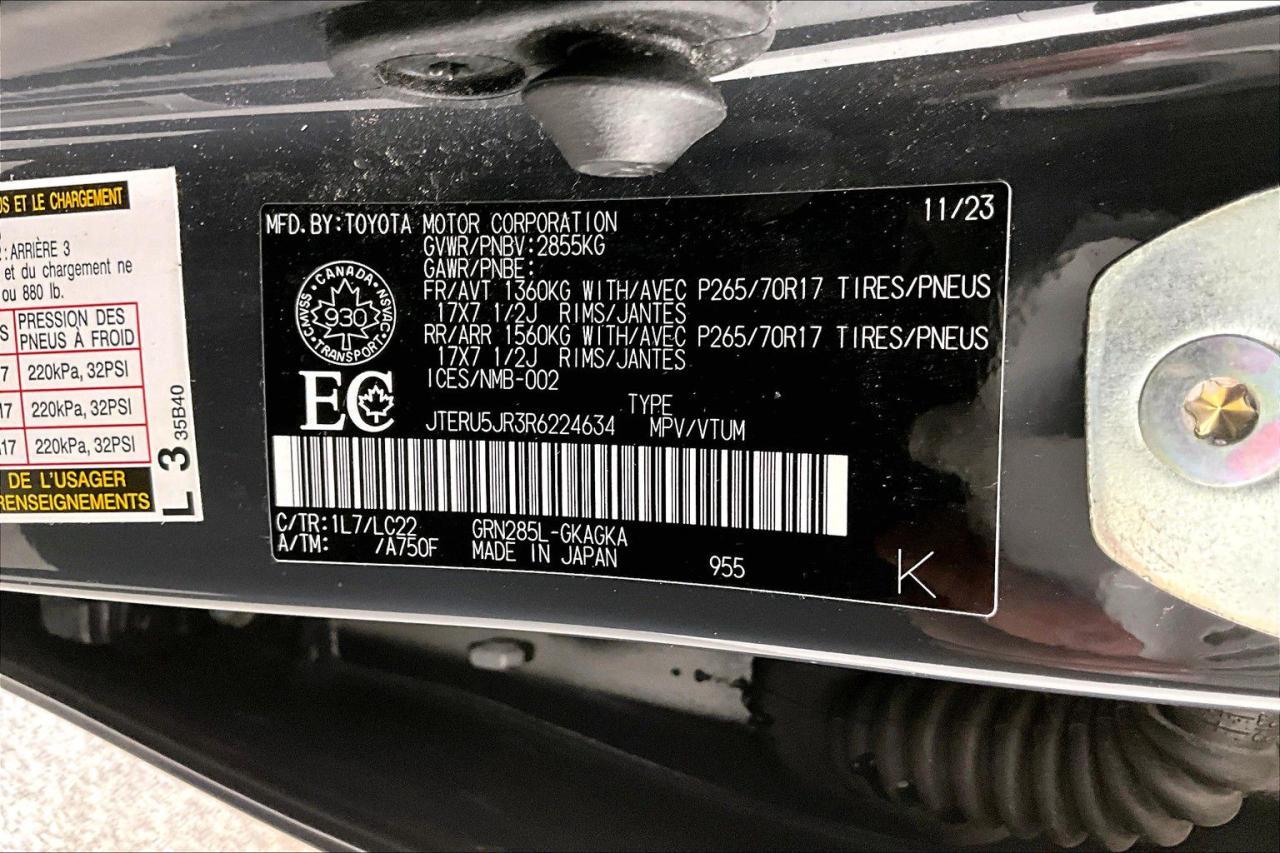 OS ET LE CHARGEMENT
: ARRIÈRE 3
et du chargement ne
ou 880 lb.
S PRESSION DES
PNEUS À FROID
7 220kPa, 32PSI
17 220kPa, 32PSI
17 220kPa, 32PSI
DE L'USAGER
RENSEIGNEMENTS
L 3 35B40
11/23
MFD. BY: TOYOTA MOTOR CORPORATION
GVWR/PNBV: 2855KG
GAWR/PNBE:
FR/AVT 1360KG WITH/AVEC P265/70R17 TIRES/PNEUS
17X7 1/2J RIMS/JANTES
RR/ARR 1560KG WITH/AVEC P265/70R17 TIRES/PNEUS
17X7 1/2J RIMS/JANTES
ICES/NMB-002
CANADA
CMVSS 930 NSVAC
TRANSPORT
EC
TYPE
JTERU5JR3R6224634 MPV/VTUM
C/TR: 1L7/LC22 GRN285L-GKAGKA
A/TM: /A750F MADE IN JAPAN 955 K